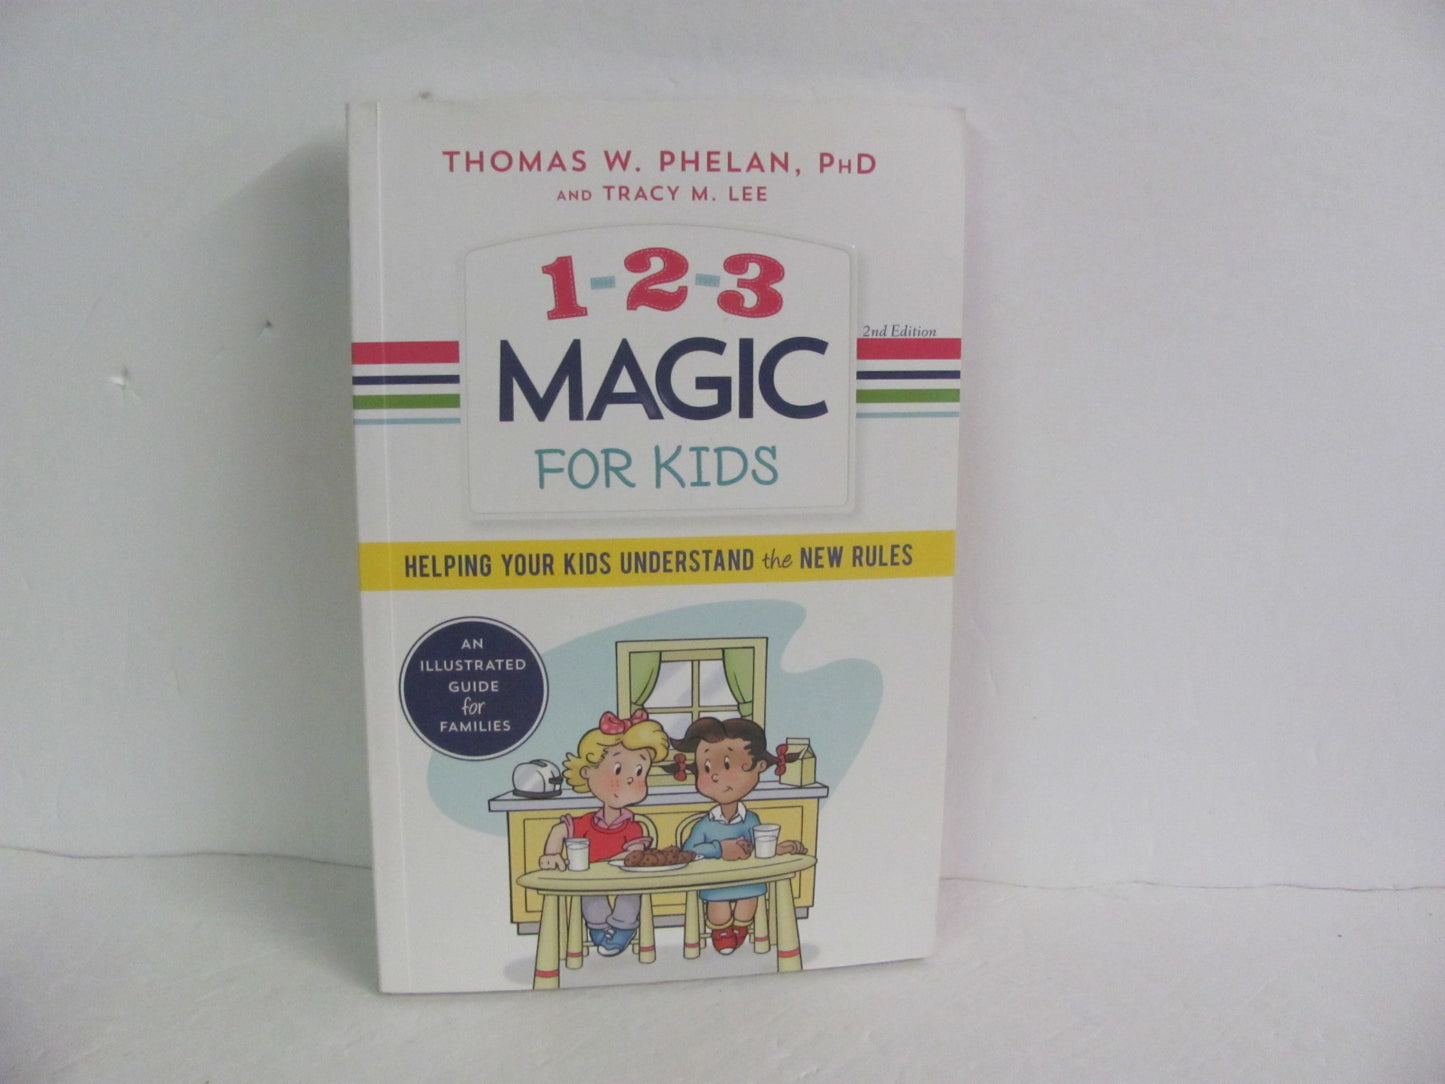 THOMAS W. PHELAN, PhD
AND TRACY M. LEE
1-2-3
2nd Edition
MAGIC
FOR KIDS
HELPING YOUR KIDS UNDERSTAND the NEW RULES
AN
ILLUSTRATED
GUIDE
for
FAMILIES